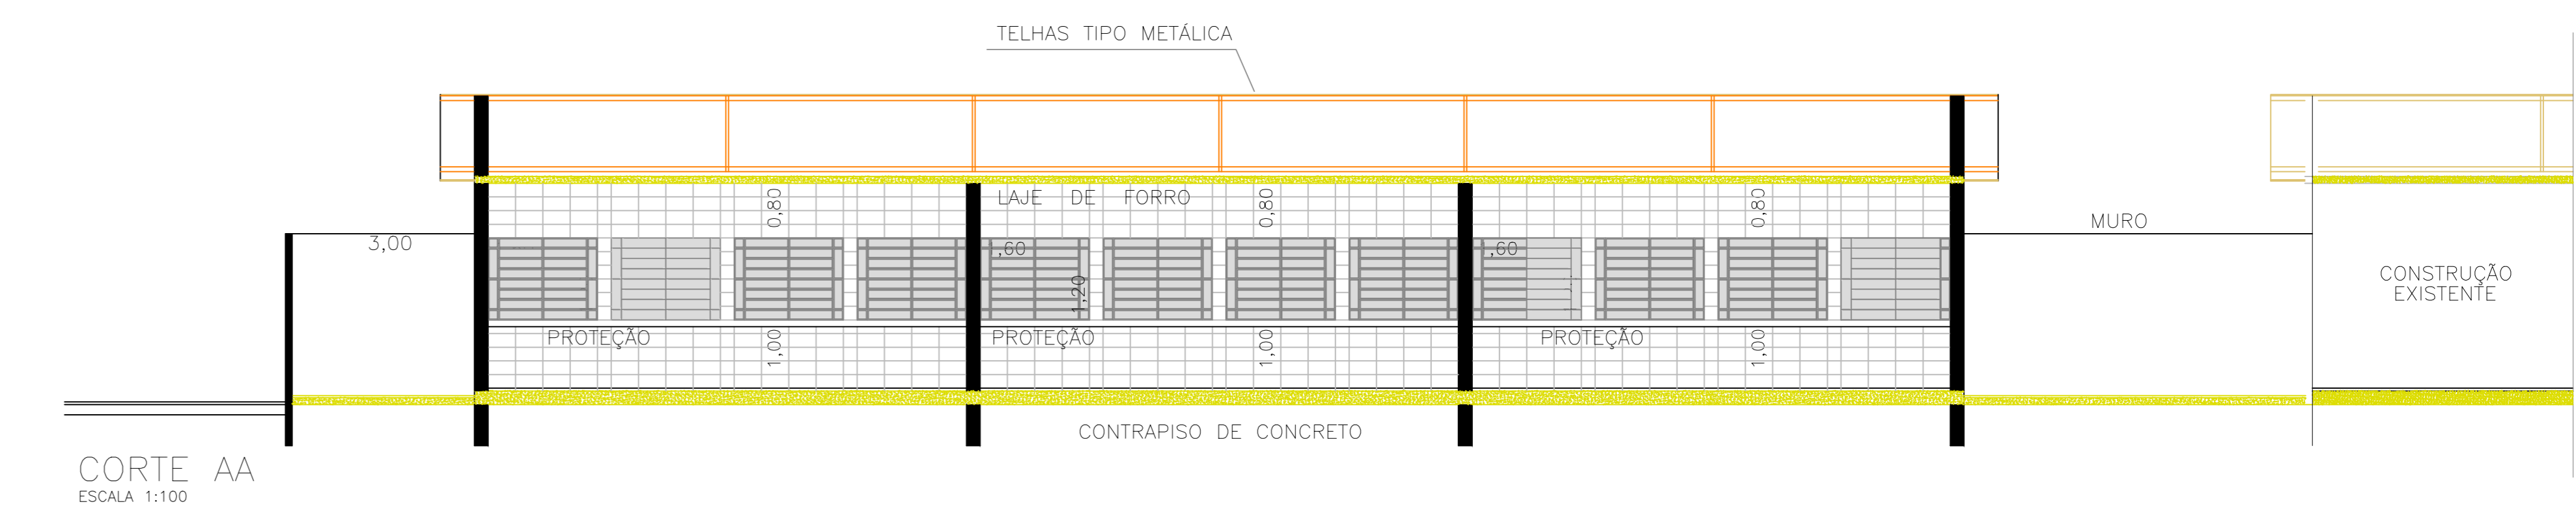 TELHAS TIPO METÁLICA
0,80
LAJE DE FORRO
0,80
0,80
MURO
3,00
,60
,60
CONSTRUÇÃO
EXISTENTE
1,20
PROTEÇÃO
PROTEÇÃO
PROTEÇÃO
1,00
1,00
1,00
CONTRAPISO DE CONCRETO
CORTE AA
ESCALA 1:100